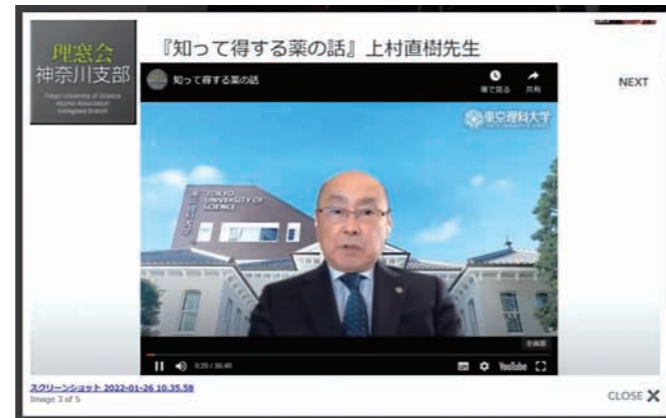 理窓会
神奈川支部
Tokyo University of Science
Alumni Association
Kanagawa Branch
『知って得する薬の話』上村直樹先生
知って得する薬の話
後で見る
共有
NEXT
東京理科大学
TOKYO
UNIVERSITY OF
SCIENCE
全画面
0:20 / 36:40
YouTube
スクリーンショット 2022-01-26 10.35.58
Image 3 of 5
CLOSE X